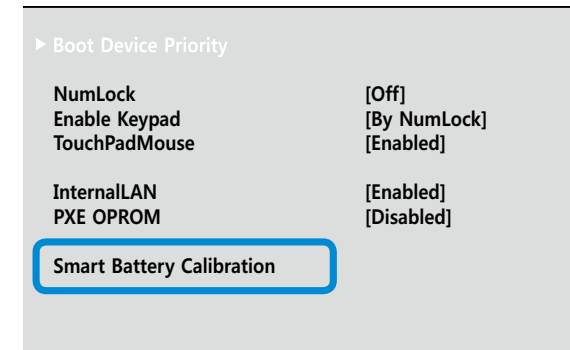 ▶ Boot Device Priority
NumLock [Off]
Enable Keypad [By NumLock]
TouchPadMouse [Enabled]
InternalLAN [Enabled]
PXE OPROM [Disabled]
Smart Battery Calibration